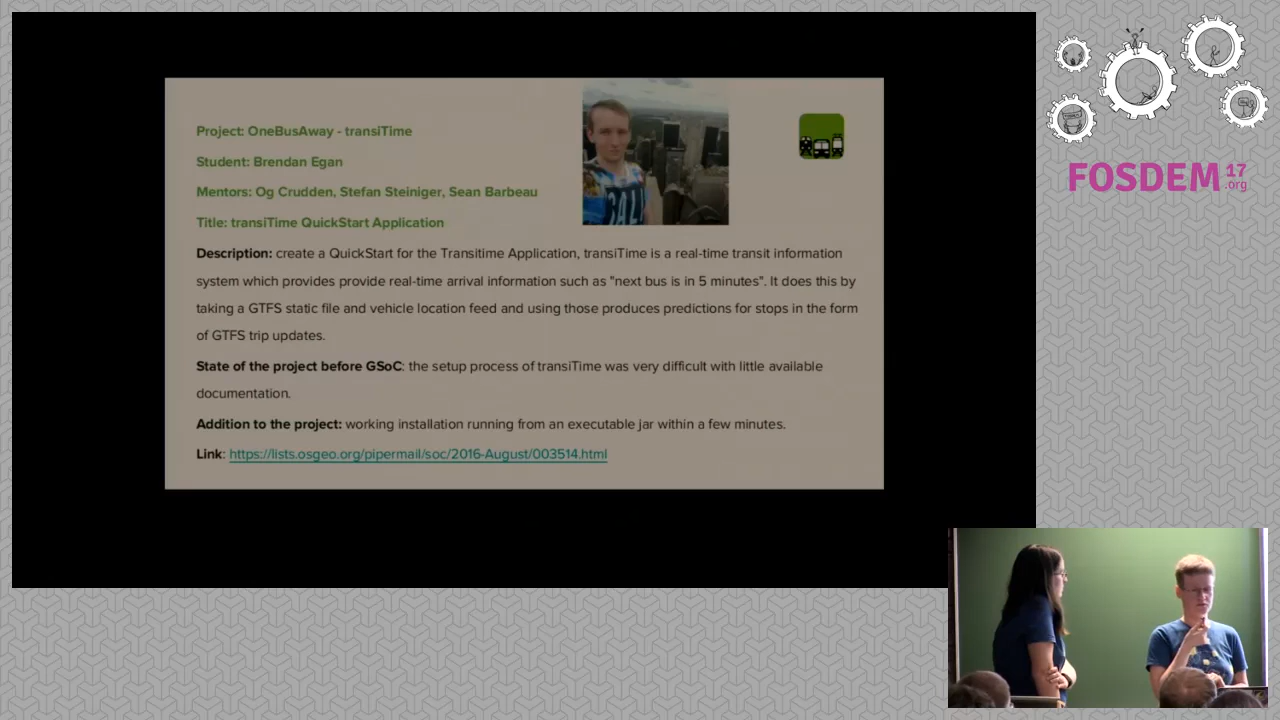 Project: OneBusAway - transiTime
Student: Brendan Egan
Mentors: Og Crudden, Stefan Steiniger, Sean Barbeau
Title: transiTime QuickStart Application
Description: create a QuickStart for the Transitime Application, transiTime is a real-time transit information
system which provides provide real-time arrival information such as "next bus is in 5 minutes". It does this by
taking a GTFS static file and vehicle location feed and using those produces predictions for stops in the form
of GTFS trip updates.
State of the project before GSoC: the setup process of transiTime was very difficult with little available
documentation.
Addition to the project: working installation running from an executable jar within a few minutes.
Link: https://lists.osgeo.org/pipermail/soc/2016-August/003514.html
FOSDEM 17
.org